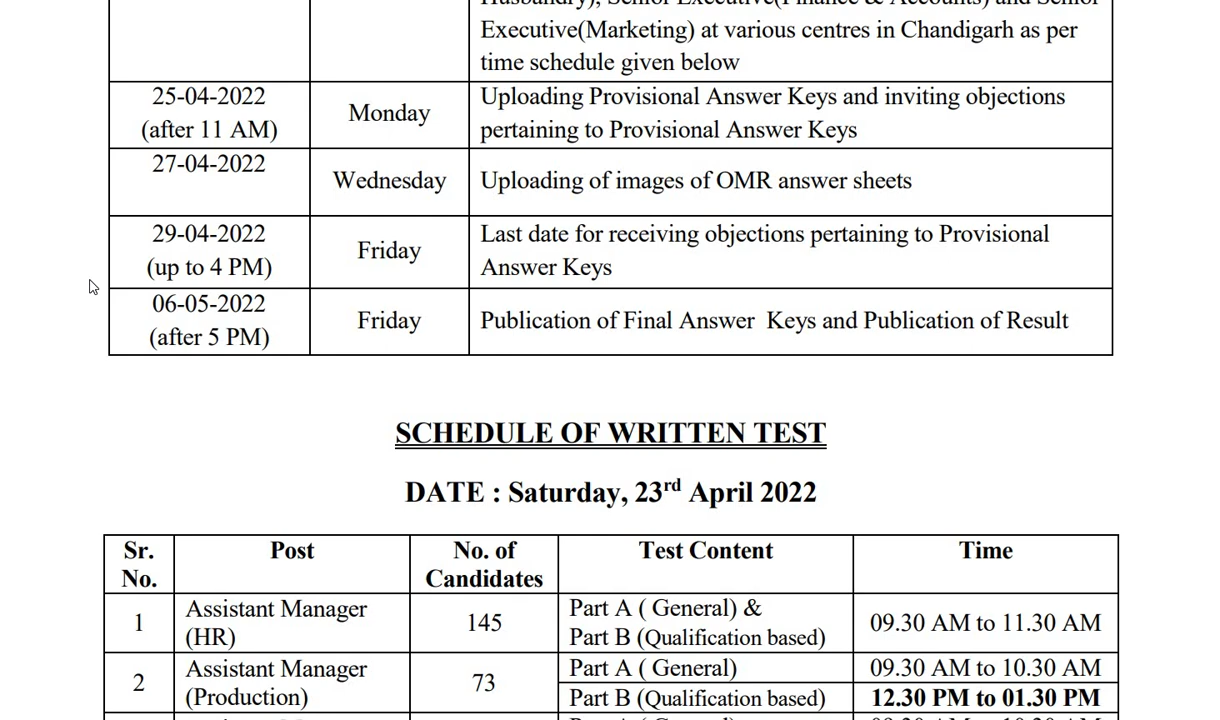 Husbandry), Senior Executive(Finance & Accounts) and Senior
Executive(Marketing) at various centres in Chandigarh as per
time schedule given below
25-04-2022
(after 11 AM)
Monday
Uploading Provisional Answer Keys and inviting objections
pertaining to Provisional Answer Keys
27-04-2022
Wednesday
Uploading of images of OMR answer sheets
29-04-2022
(up to 4 PM)
Friday
Last date for receiving objections pertaining to Provisional
Answer Keys
06-05-2022
(after 5 PM)
Friday
Publication of Final Answer  Keys and Publication of Result
SCHEDULE OF WRITTEN TEST
DATE : Saturday, 23rd April 2022
Sr.
No.
Post
No. of
Candidates
Test Content
Time
1
Assistant Manager
(HR)
145
Part A ( General) &
Part B (Qualification based)
09.30 AM to 11.30 AM
2
Assistant Manager
(Production)
73
Part A ( General)
09.30 AM to 10.30 AM
Part B (Qualification based)
12.30 PM to 01.30 PM